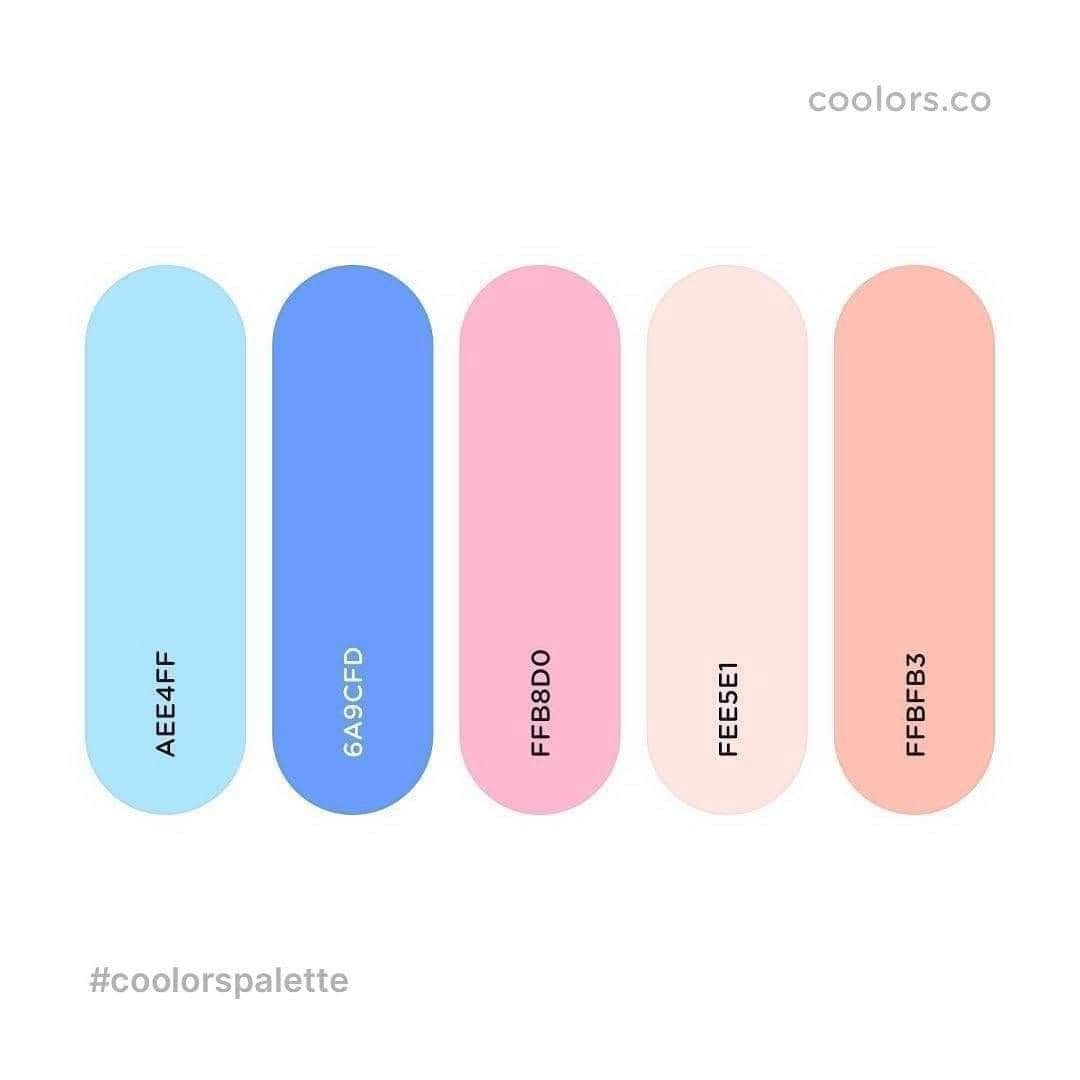 coolors.co
AEE4FF
6A9CFD
FFB8D0
FEE5E1
FFBFB3
#coolorspalette